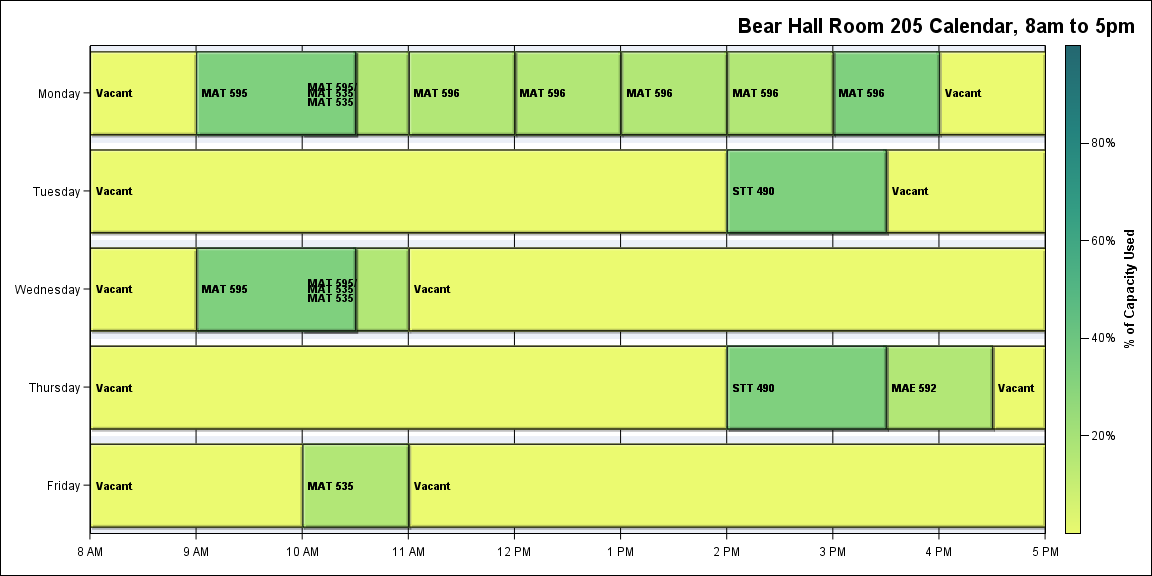 Bear Hall Room 205 Calendar, 8am to 5pm
Monday
Vacant
MAT 595
MAT 595/
MAT 535
MAT 535
MAT 596
MAT 596
MAT 596
MAT 596
MAT 596
Vacant
Tuesday
Vacant
STT 490
Vacant
Wednesday
Vacant
MAT 595
MAT 595/
MAT 535
MAT 535
Vacant
Thursday
Vacant
STT 490
MAE 592
Vacant
Friday
Vacant
MAT 535
Vacant
8 AM
9 AM
10 AM
11 AM
12 PM
1 PM
2 PM
3 PM
4 PM
5 PM
80%
60%
40%
20%
% of Capacity Used